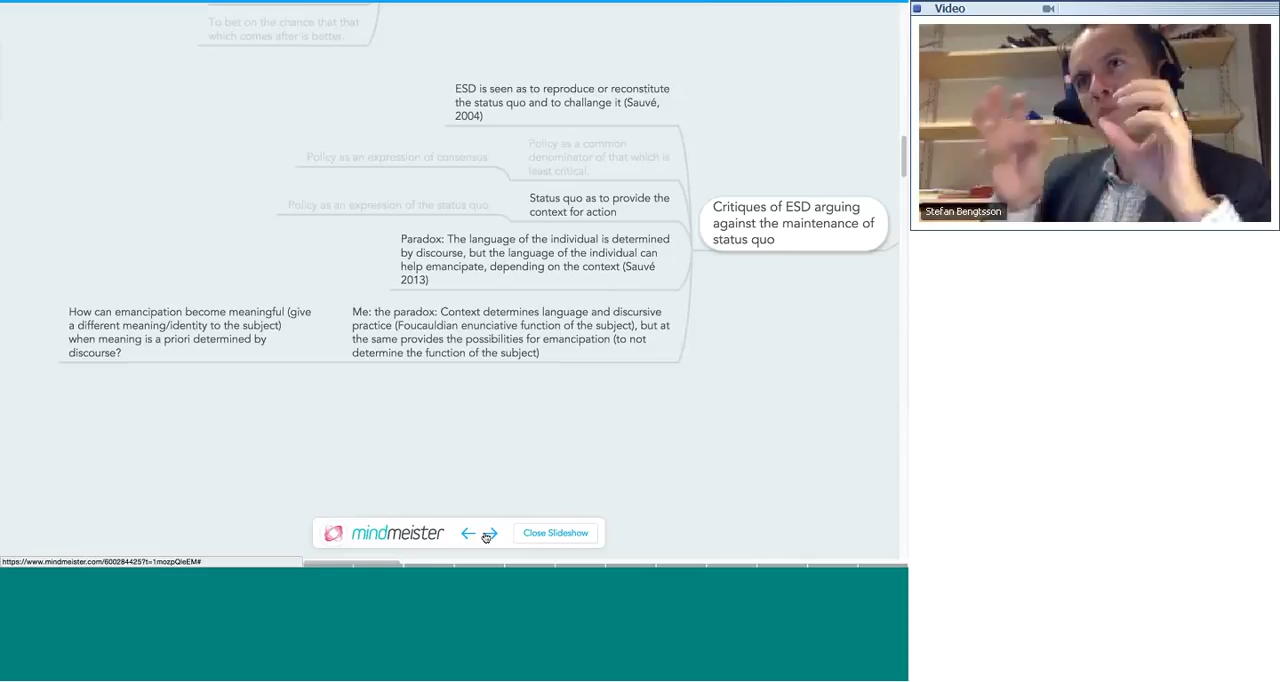 To bet on the chance that that
which comes after is better.
ESD is seen as to reproduce or reconstitute
the status quo and to challange it (Sauvé,
2004)
Policy as an expression of consensus
Policy as a common
denominator of that which is
least critical.
Policy as an expression of the status quo
Status quo as to provide the
context for action
Paradox: The language of the individual is determined
by discourse, but the language of the individual can
help emancipate, depending on the context (Sauvé
2013)
How can emancipation become meaningful (give
a different meaning/identity to the subject)
when meaning is a priori determined by
discourse?
Me: the paradox: Context determines language and discursive
practice (Foucauldian enunciative function of the subject), but at
the same provides the possibilities for emancipation (to not
determine the function of the subject)
Critiques of ESD arguing
against the maintenance of
status quo
mindmeister
Close Slideshow
https://www.mindmeister.com/600284425?t=1mozpQleEM#
Video
Stefan Bengtsson